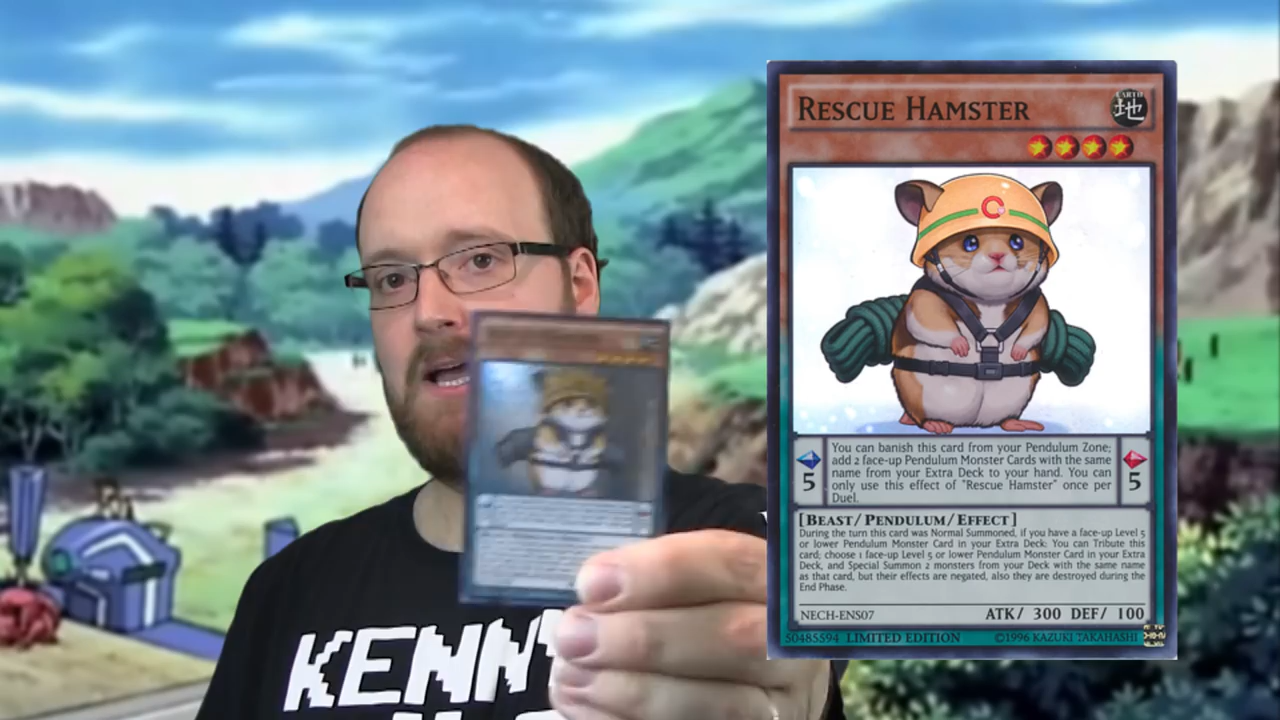 RESCUE HAMSTER
EARTH
地
C
You can banish this card from your Pendulum Zone;
add 2 face-up Pendulum Monster Cards with the same
name from your Extra Deck to your hand. You can
only use this effect of "Rescue Hamster" once per
Duel.
5
5
[BEAST/PENDULUM/EFFECT]
During the turn this card was Normal Summoned, if you have a face-up Level 5
or lower Pendulum Monster Card in your Extra Deck: You can Tribute this
card; choose 1 face-up Level 5 or lower Pendulum Monster Card in your Extra
Deck, and Special Summon 2 monsters from your Deck with the same name
as that card, but their effects are negated, also they are destroyed during the
End Phase.
NECH-ENS07
ATK/ 300 DEF/ 100
50485594 LIMITED EDITION
©1996 KAZUKI TAKAHASHI
KENNY